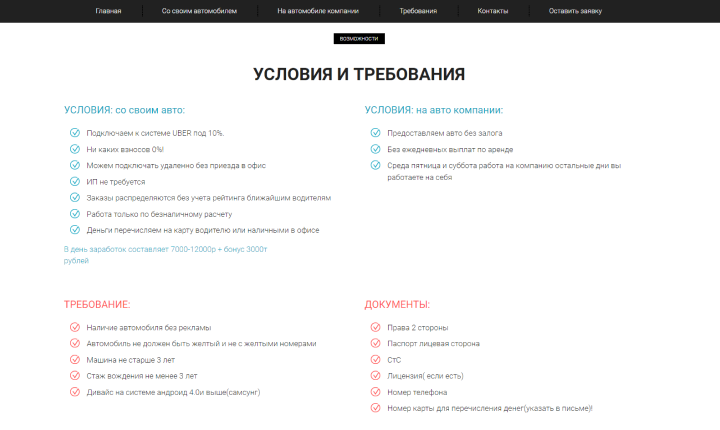 Главная
Со своим автомобилем
На автомобиле компании
Требования
Контакты
Оставить заявку
ВОЗМОЖНОСТИ
УСЛОВИЯ И ТРЕБОВАНИЯ
УСЛОВИЯ: со своим авто:
Подключаем к системе UBER под 10%.
Ни каких взносов 0%!
Можем подключать удаленно без приезда в офис
ИП не требуется
Заказы распределяются без учета рейтинга ближайшим водителям
Работа только по безналичному расчету
Деньги перечисляем на карту водителю или наличными в офисе
В день заработок составляет 7000-12000р + бонус 3000т
рублей
УСЛОВИЯ: на авто компании:
Предоставляем авто без залога
Без ежедневных выплат по аренде
Среда пятница и суббота работа на компанию остальные дни вы
работаете на себя
ТРЕБОВАНИЕ:
Наличие автомобиля без рекламы
Автомобиль не должен быть желтый и не с желтыми номерами
Машина не старше 3 лет
Стаж вождения не менее 3 лет
Дивайс на системе андроид 4.0и выше(самсунг)
ДОКУМЕНТЫ:
Права 2 стороны
Паспорт лицевая сторона
СтС
Лицензия( если есть)
Номер телефона
Номер карты для перечисления денег(указать в письме)!